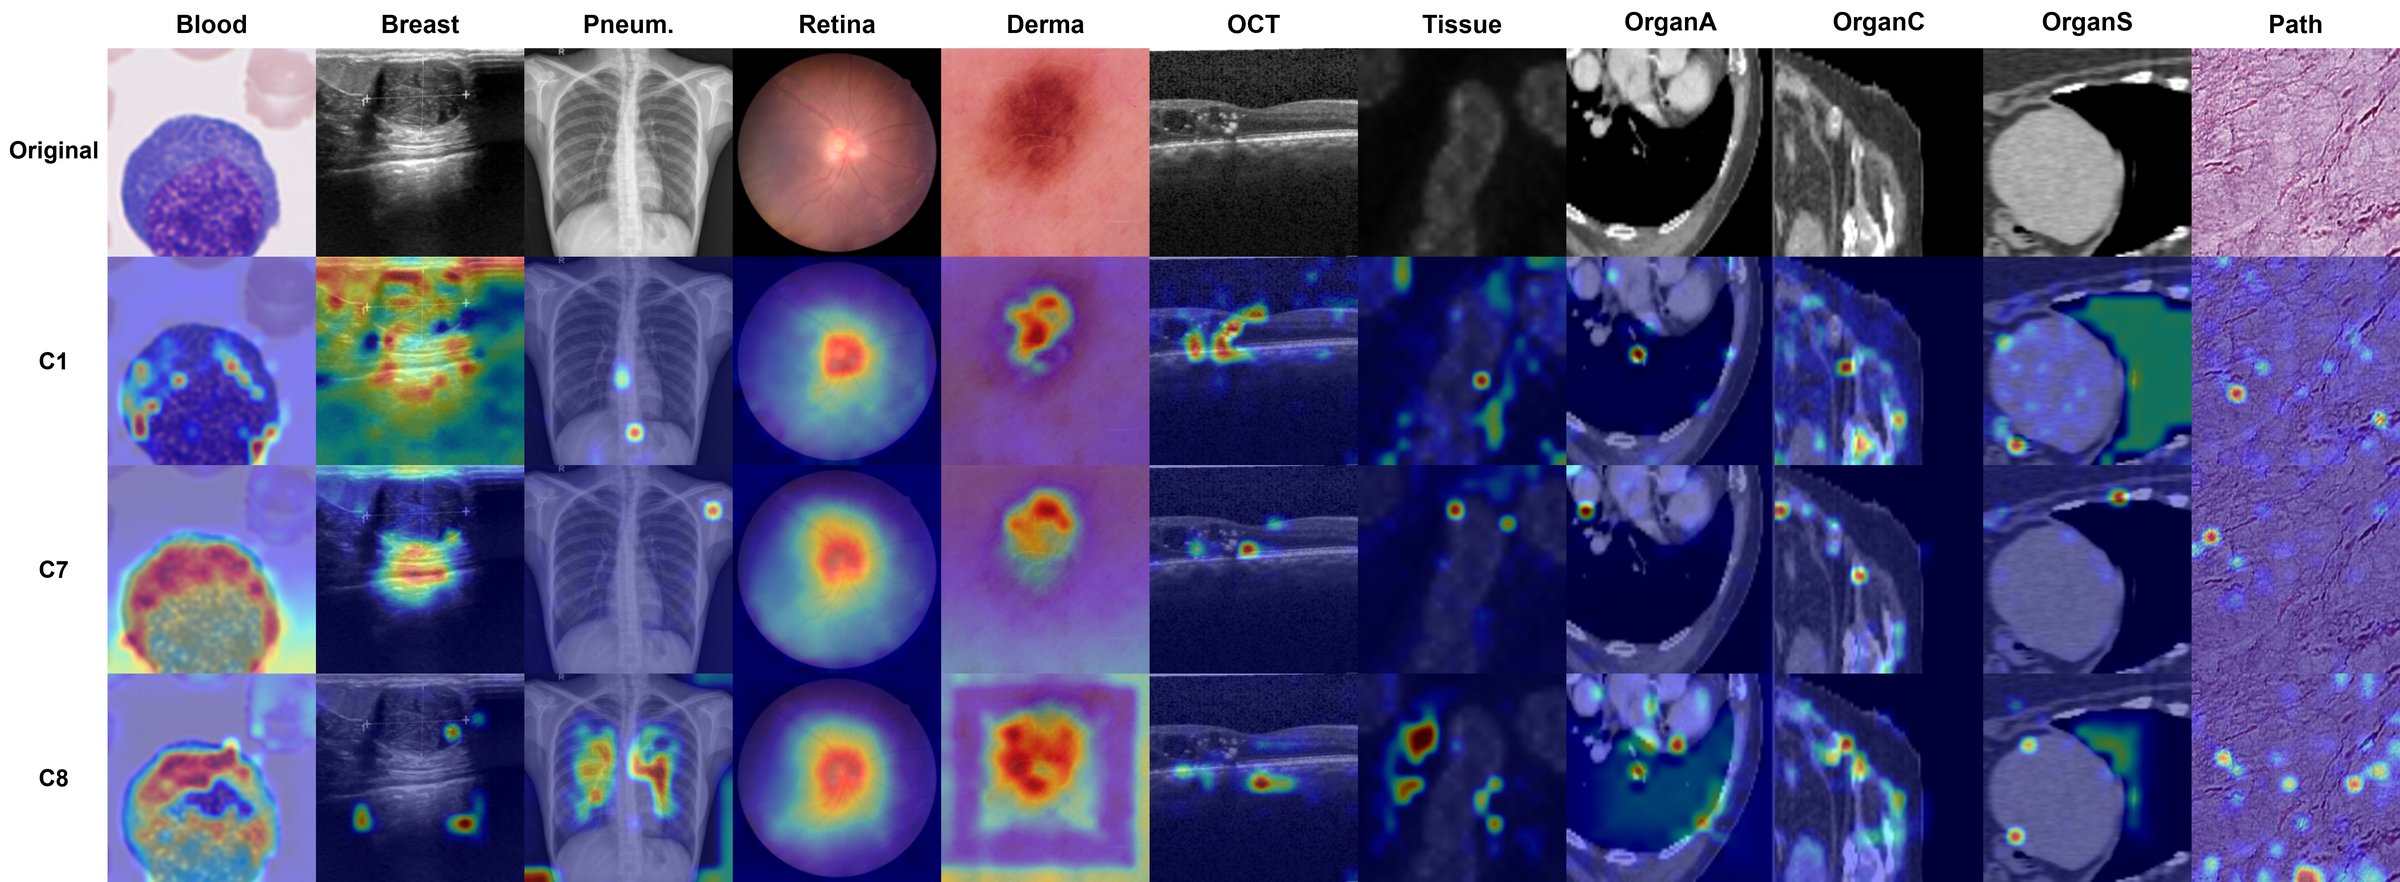 Blood Breast Pneum. Retina Derma OCT Tissue OrganA OrganC OrganS Path
Original
R
C1
R
C7
R
C8
R